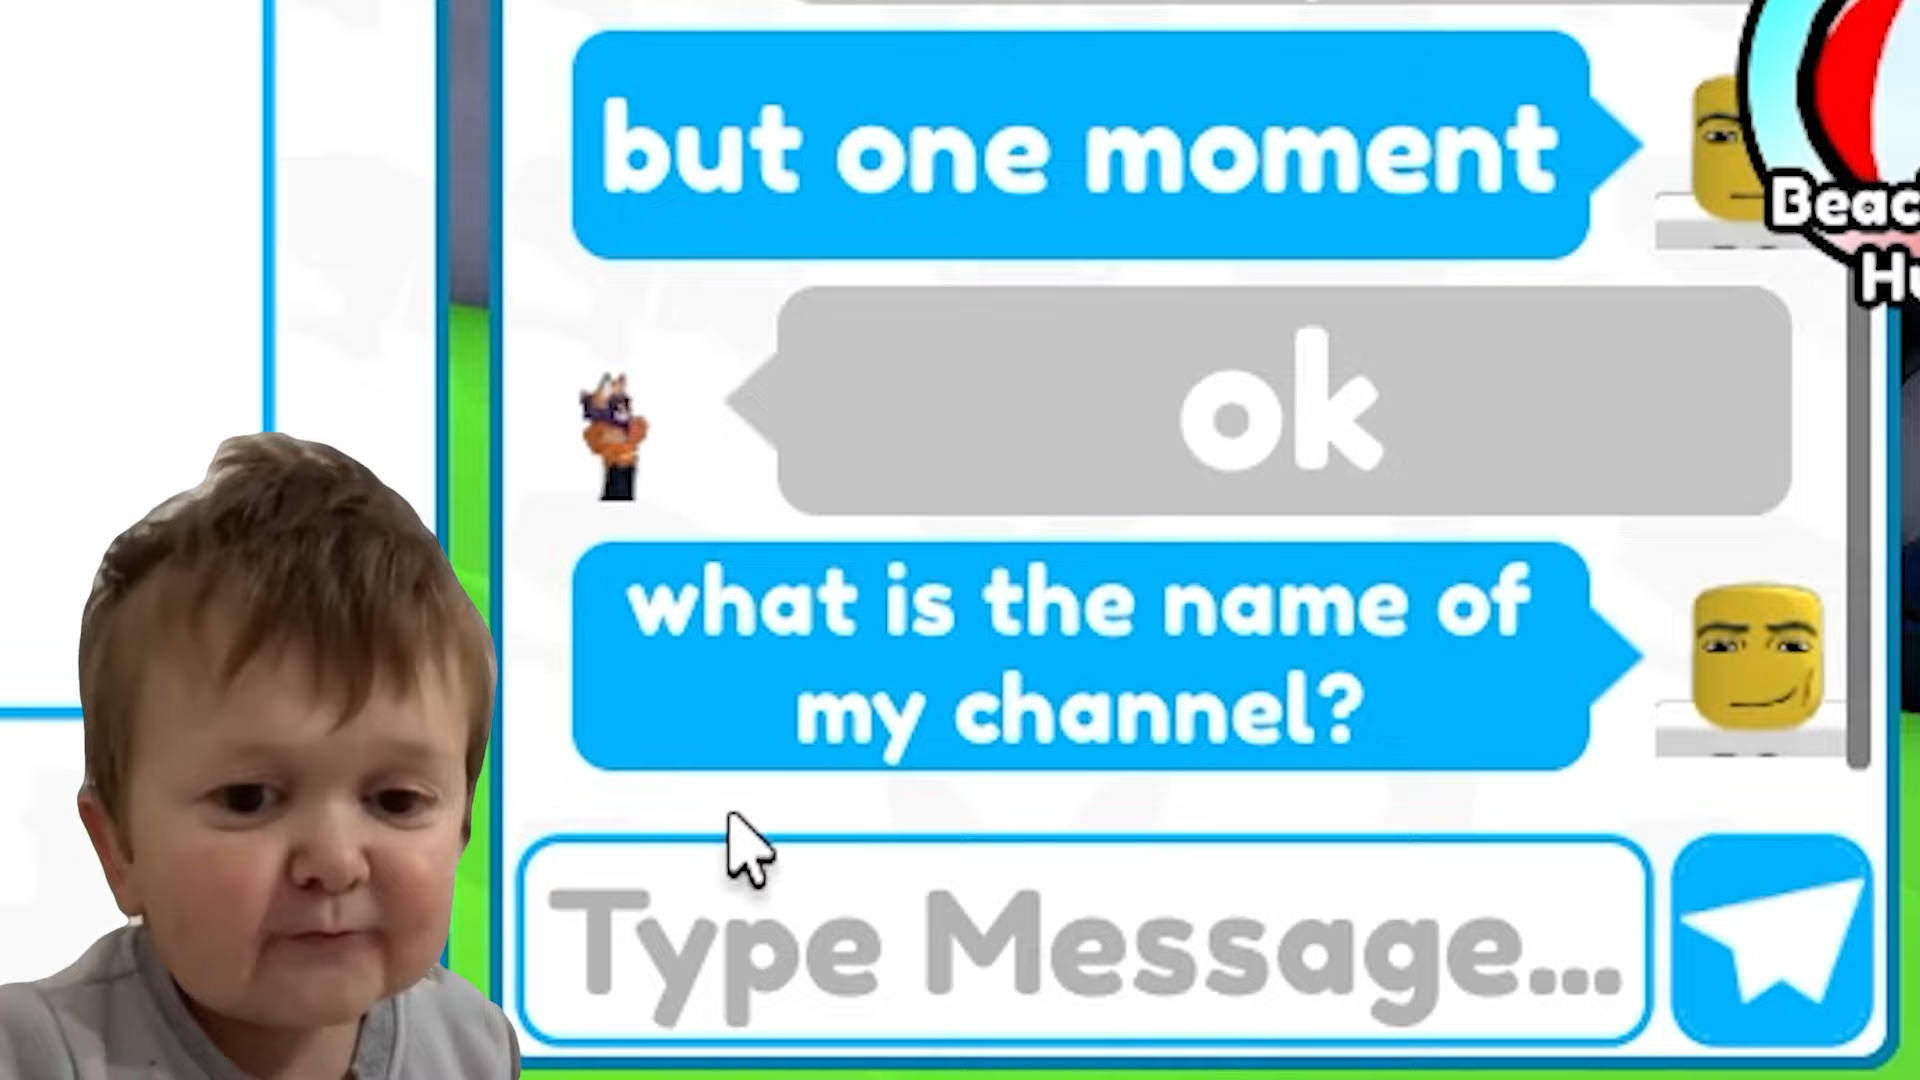 but one moment
ok
what is the name of
my channel?
Type Message...